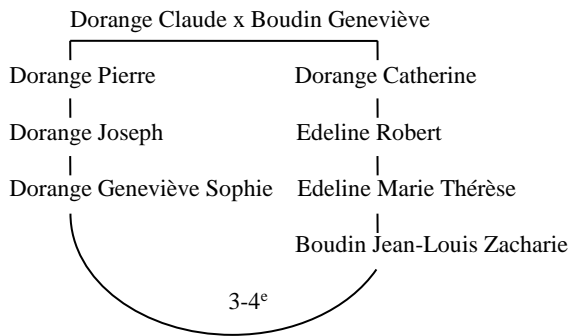 Dorange Claude x Boudin Geneviève
Dorange Pierre
Dorange Catherine
Dorange Joseph
Edeline Robert
Dorange Geneviève Sophie
Edeline Marie Thérèse
Boudin Jean-Louis Zacharie
3-4e